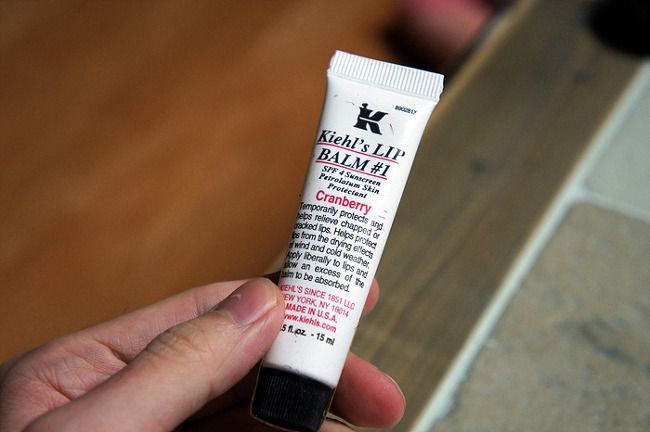 K
Kiehl's LIP
BALM #1
SPF 4 Sunscreen
Petrolatum Skin
Protectant
Cranberry
Temporarily protects and
helps relieve chapped or
cracked lips. Helps protect
lips from the drying effects
of wind and cold weather.
Apply liberally to lips and
allow an excess of the
balm to be absorbed.
KIEHL'S SINCE 1851 LLC
NEW YORK, NY
MADE IN U.S.A.
www.kiehls.com
.5 fl. oz. - 15 ml